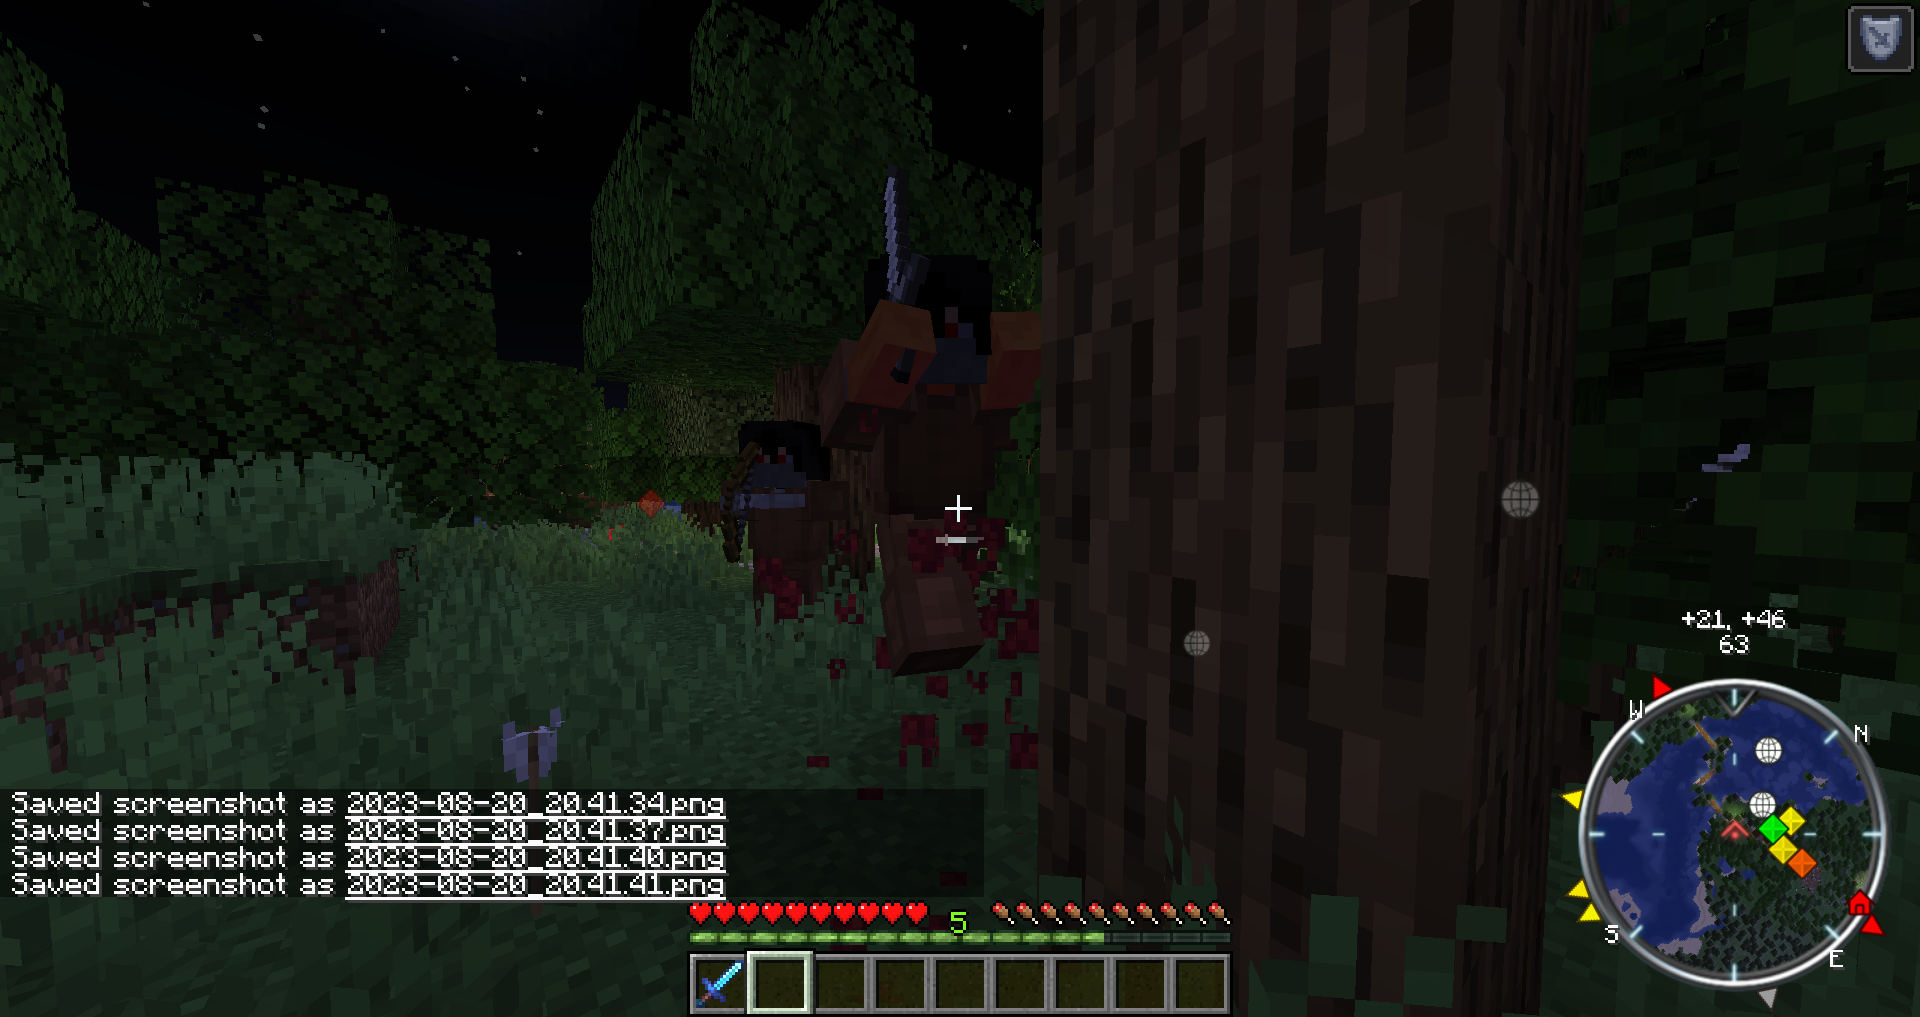 +21, +46
63
W
N
S
E
Saved screenshot as 2023-08-20_20.41.34.png
Saved screenshot as 2023-08-20_20.41.37.png
Saved screenshot as 2023-08-20_20.41.40.png
Saved screenshot as 2023-08-20_20.41.41.png
5